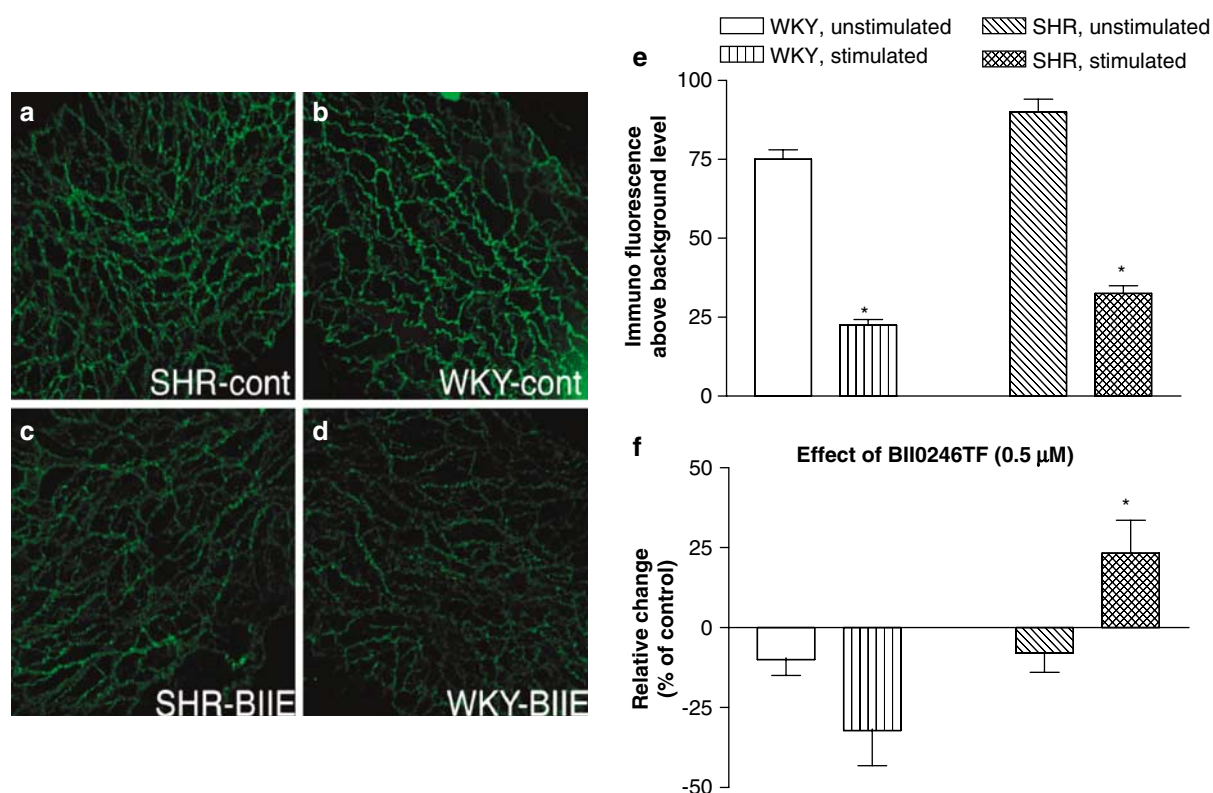 a
SHR-cont
b
WKY-cont
c
SHR-BIIE
d
WKY-BIIE
WKY, unstimulated
SHR, unstimulated
WKY, stimulated
SHR, stimulated
e
Immuno fluorescence
above background level
100
75
50
25
0
*
*
f
Effect of BII0246TF (0.5 µM)
Relative change
(% of control)
50
25
0
-25
-50
*